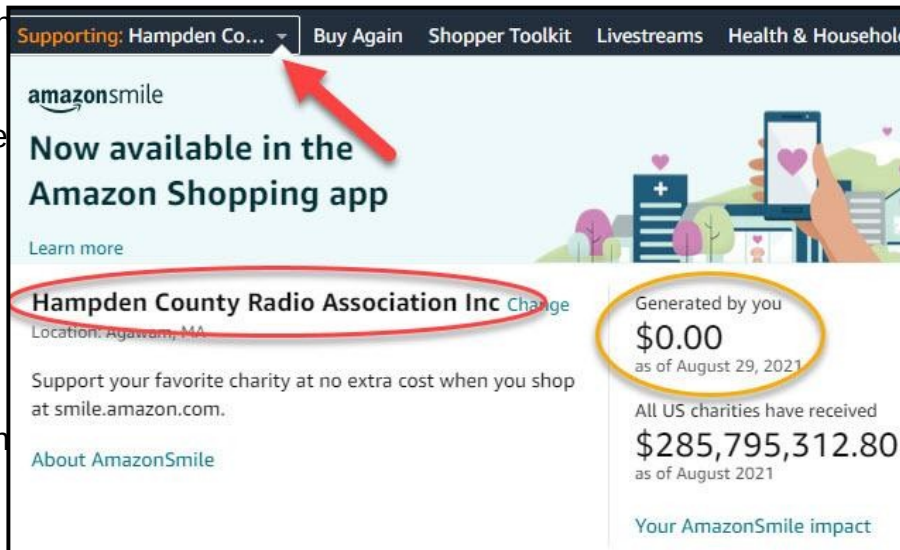 Supporting: Hampden Co...
Buy Again
Shopper Toolkit
Livestreams
Health & Househol
amazonsmile
Now available in the
Amazon Shopping app
Learn more
Hampden County Radio Association Inc Change
Location: Agawam, MA
Support your favorite charity at no extra cost when you shop
at smile.amazon.com.
About AmazonSmile
Generated by you
$0.00
as of August 29, 2021
All US charities have received
$285,795,312.80
as of August 2021
Your AmazonSmile impact